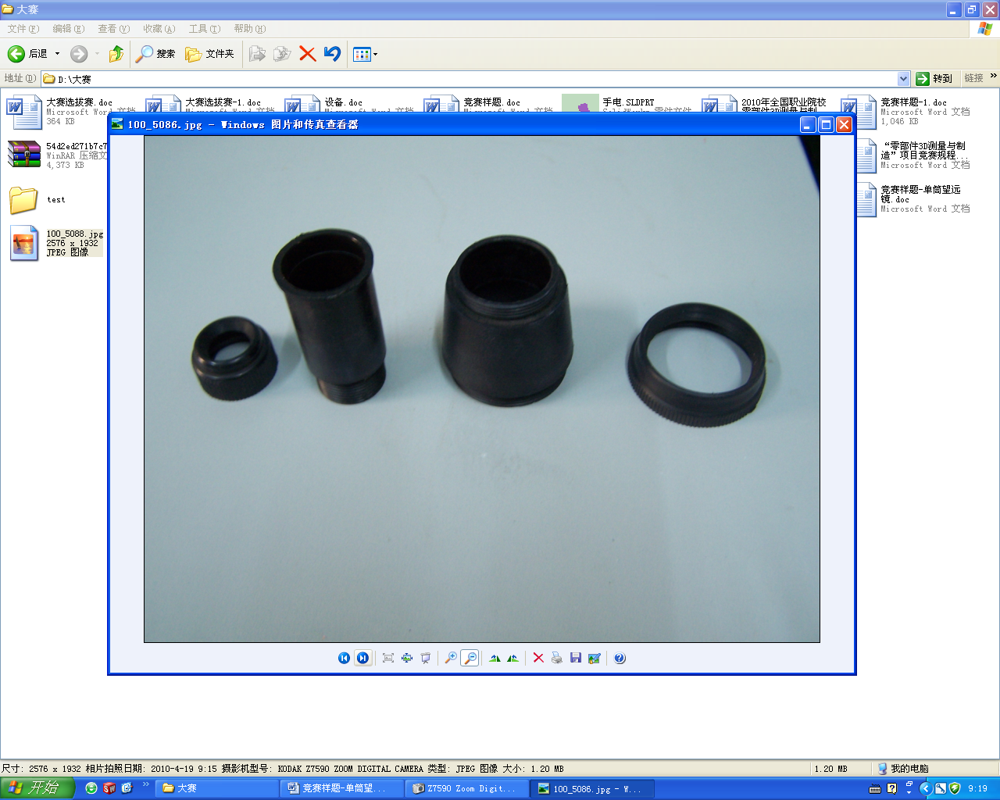 大赛
文件(F) 编辑(E) 查看(V) 收藏(A) 工具(T) 帮助(H)
后退 搜索 文件夹
地址(D) D:\大赛 转到 链接 »
大赛选拔赛.doc
Microsoft Word 文档
364 KB
大赛选拔赛-1.doc
Microsoft Word 文档
设备.doc
Microsoft Word 文档
竞赛样题.doc
Microsoft Word 文档
手电.SLDPRT
SolidWorks 零件文件
2010年全国职业院校
零部件3D测量与制
竞赛样题-1.doc
Microsoft Word 文档
1,046 KB
100_5086.jpg - Windows 图片和传真查看器
54d2ed271b7c7
WinRAR 压缩文
4,373 KB
“零部件3D测量与制
造”项目竞赛规程...
Microsoft Word 文档
test
竞赛样题-单筒望远
镜.doc
Microsoft Word 文档
100_5088.jpg
2576 x 1932
JPEG 图像
尺寸: 2576 x 1932 相片拍照日期: 2010-4-19 9:15 摄影机型号: KODAK Z7590 ZOOM DIGITAL CAMERA 类型: JPEG 图像 大小: 1.20 MB 1.20 MB 我的电脑
开始 » 大赛 竞赛样题-单筒望... Z7590 Zoom Digit... 100_5086.jpg - W... 9:19